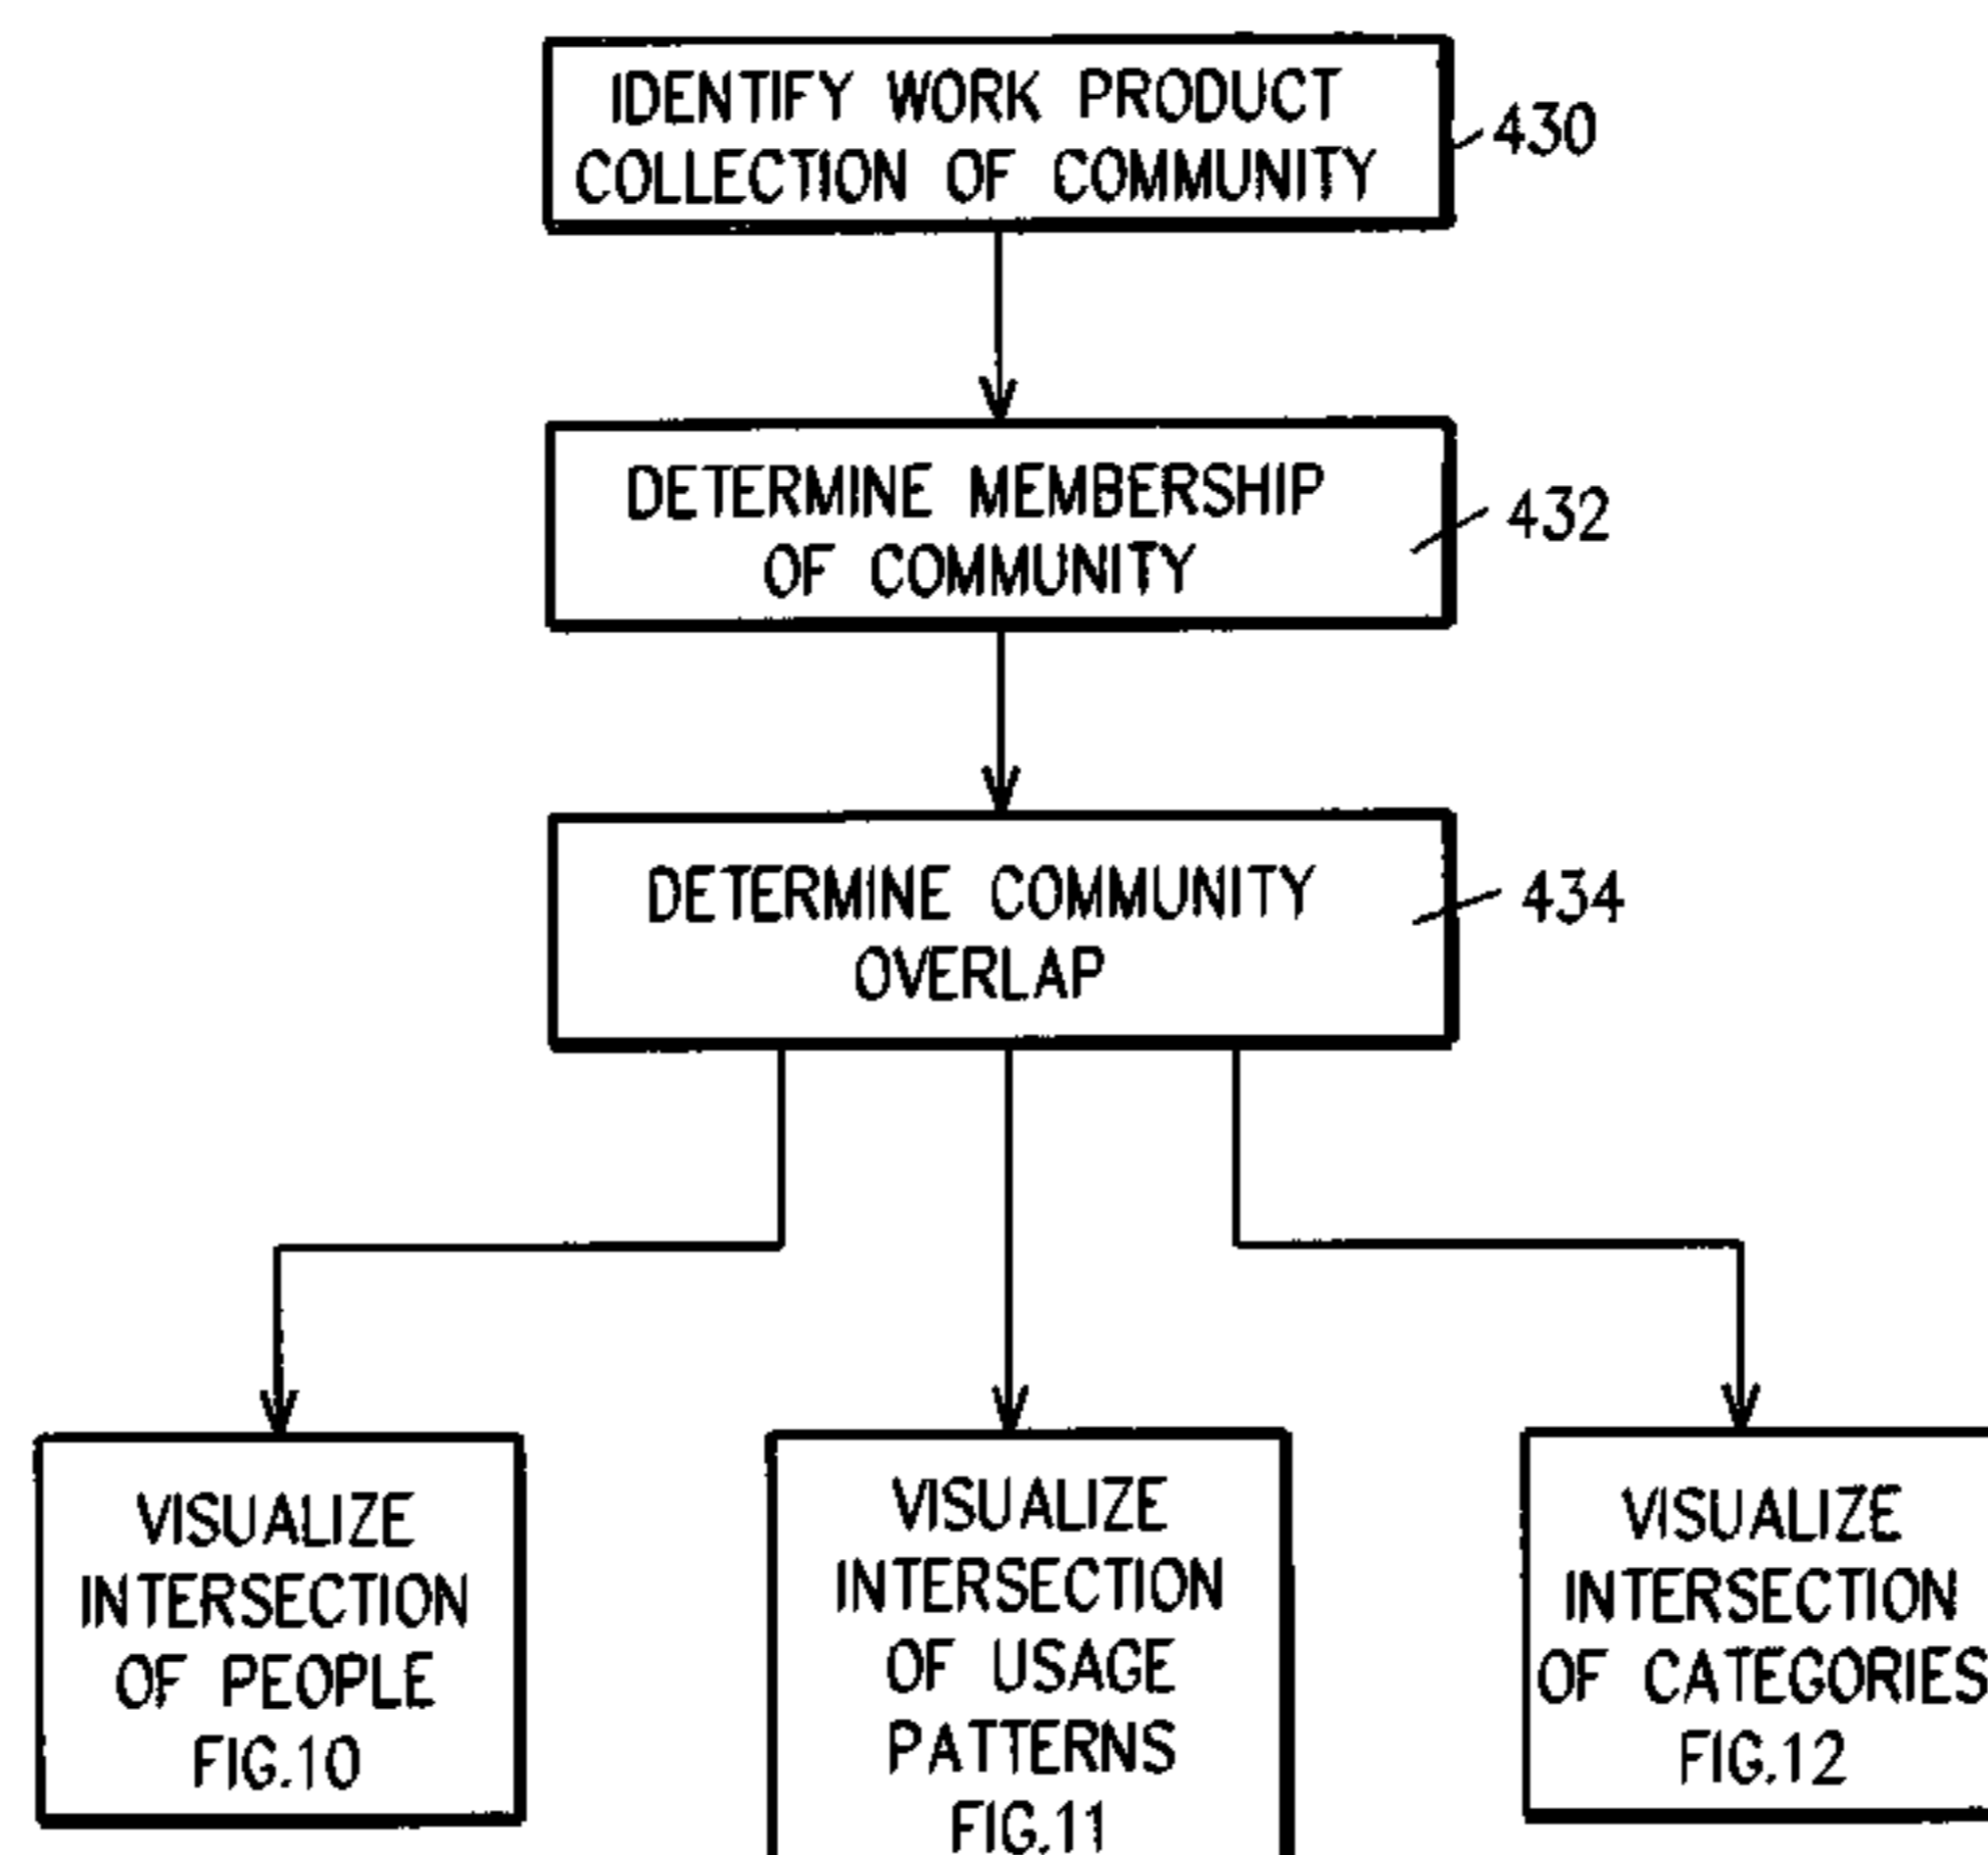 IDENTIFY WORK PRODUCT
COLLECTION OF COMMUNITY
430
DETERMINE MEMBERSHIP
OF COMMUNITY
432
DETERMINE COMMUNITY
OVERLAP
434
VISUALIZE
INTERSECTION
OF PEOPLE
FIG.10
VISUALIZE
INTERSECTION
OF USAGE
PATTERNS
FIG.11
VISUALIZE
INTERSECTION
OF CATEGORIES
FIG.12